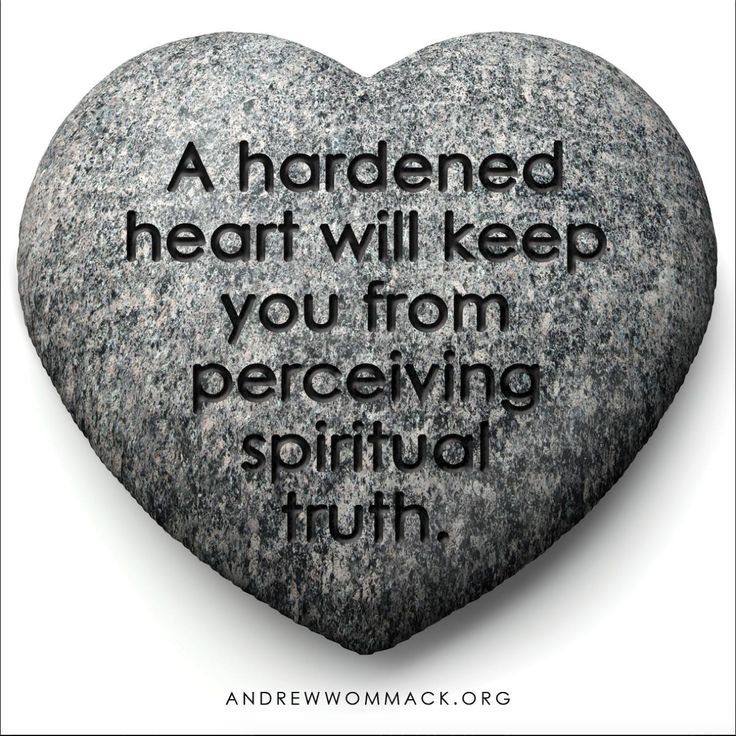 A hardened
heart will keep
you from
perceiving
spiritual
truth.
ANDREWWOMMACK.ORG